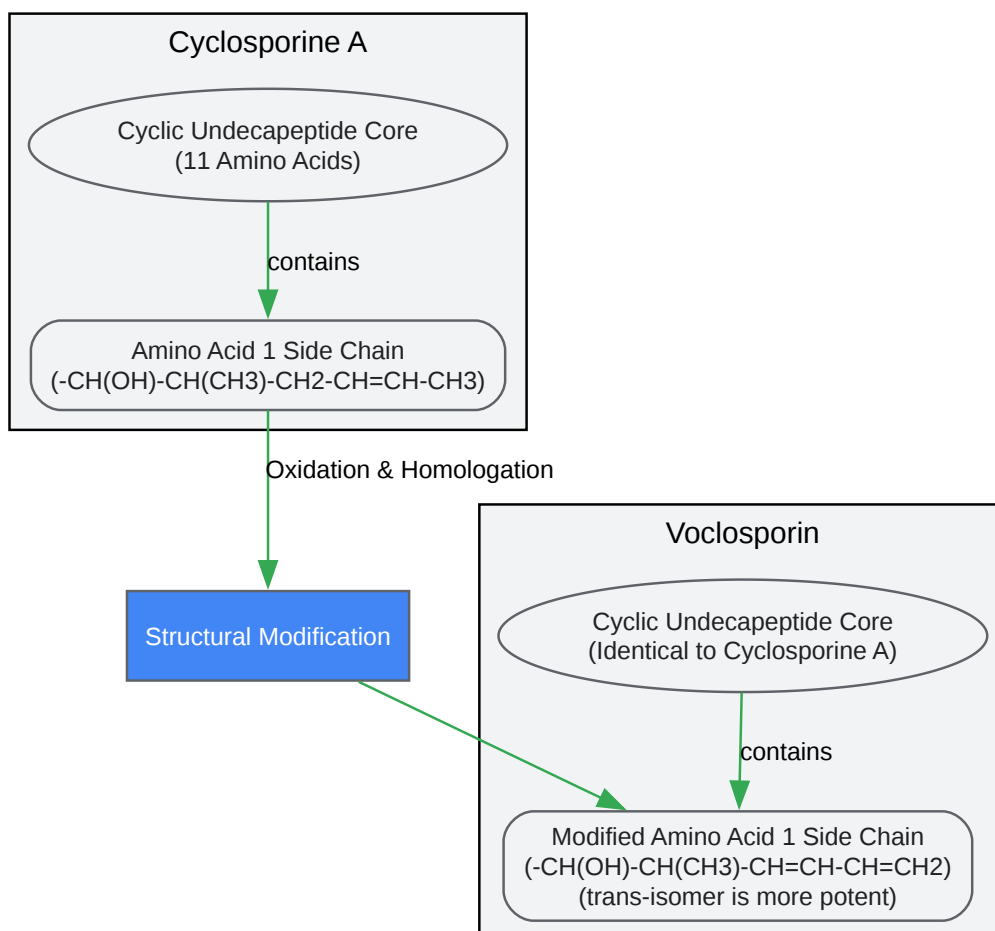 Cyclosporine A
Cyclic Undecapeptide Core
(11 Amino Acids)
contains
Amino Acid 1 Side Chain
(-CH(OH)-CH(CH3)-CH2-CH=CH-CH3)
Oxidation & Homologation
Structural Modification
Voclosporin
Cyclic Undecapeptide Core
(Identical to Cyclosporine A)
contains
Modified Amino Acid 1 Side Chain
(-CH(OH)-CH(CH3)-CH=CH-CH=CH2)
(trans-isomer is more potent)